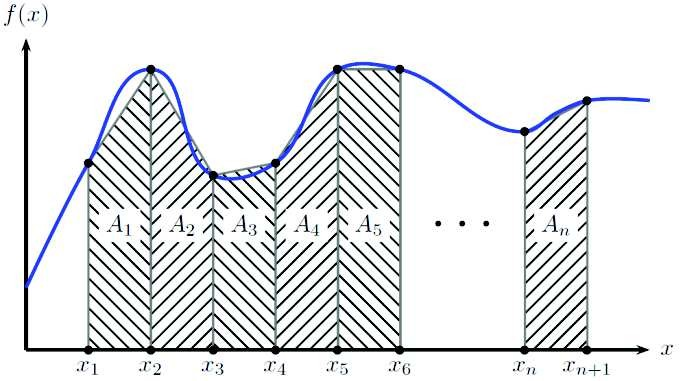 f(x)
A₁ A₂ A₃ A₄ A₅ . . . Aₙ
x
x₁ x₂ x₃ x₄ x₅ x₆ xₙ xₙ₊₁